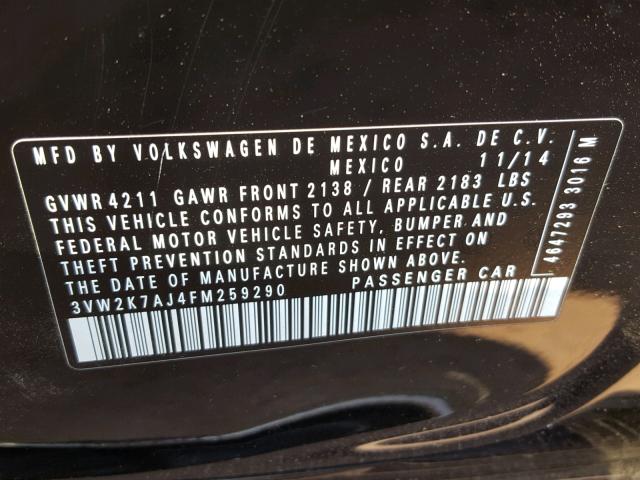 MFD BY VOLKSWAGEN DE MEXICO S.A. DE C.V.
MEXICO 11/14
GVWR 4211 GAWR FRONT 2138 / REAR 2183 LBS
THIS VEHICLE CONFORMS TO ALL APPLICABLE U.S.
FEDERAL MOTOR VEHICLE SAFETY, BUMPER AND
THEFT PREVENTION STANDARDS IN EFFECT ON
THE DATE OF MANUFACTURE SHOWN ABOVE.
3VW2K7AJ4FM259290 PASSENGER CAR
4647293 3016 M